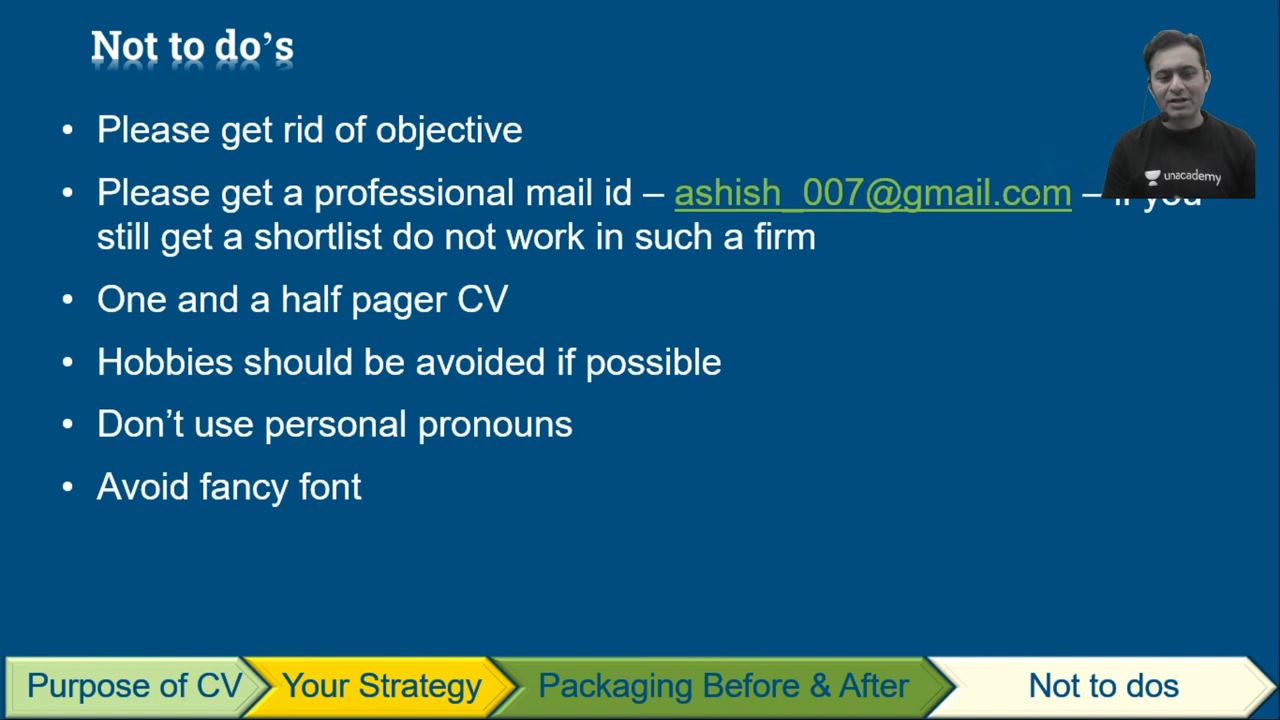 Not to do’s
• Please get rid of objective
unacademy
• Please get a professional mail id – ashish_007@gmail.com – if you
still get a shortlist do not work in such a firm
• One and a half pager CV
• Hobbies should be avoided if possible
• Don’t use personal pronouns
• Avoid fancy font
Purpose of CV
Your Strategy
Packaging Before & After
Not to dos